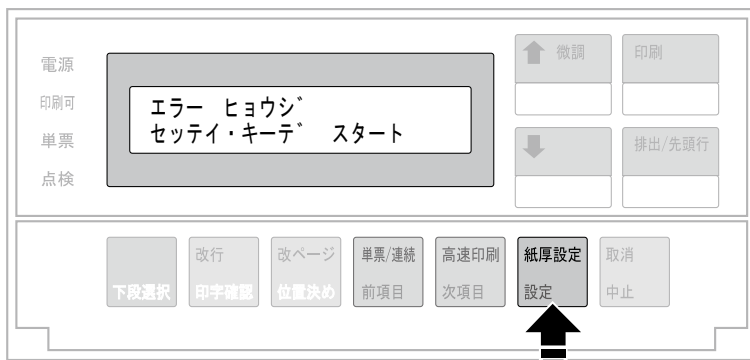 電源
印刷可
単票
点検
エラー ヒョウジ
セッテイ・キーデ スタート
微調
印刷
排出/先頭行
下段選択
改行
印字確認
改ページ
位置決め
単票/連続
前項目
高速印刷
次項目
紙厚設定
設定
取消
中止